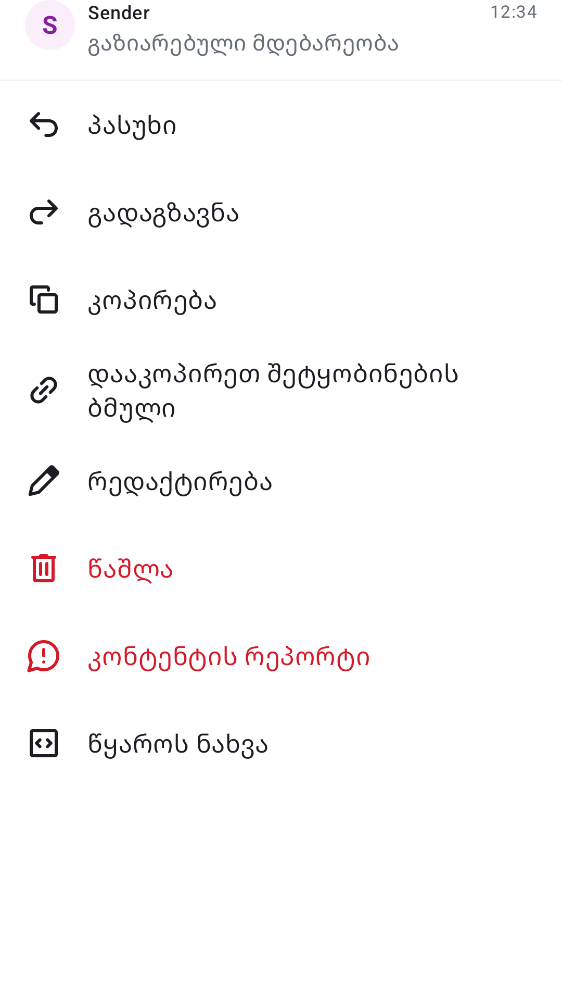 S
Sender
12:34
გაზიარებული მდებარეობა
პასუხი
გადაგზავნა
კოპირება
დააკოპირეთ შეტყობინების
ბმული
რედაქტირება
წაშლა
კონტენტის რეპორტი
წყაროს ნახვა